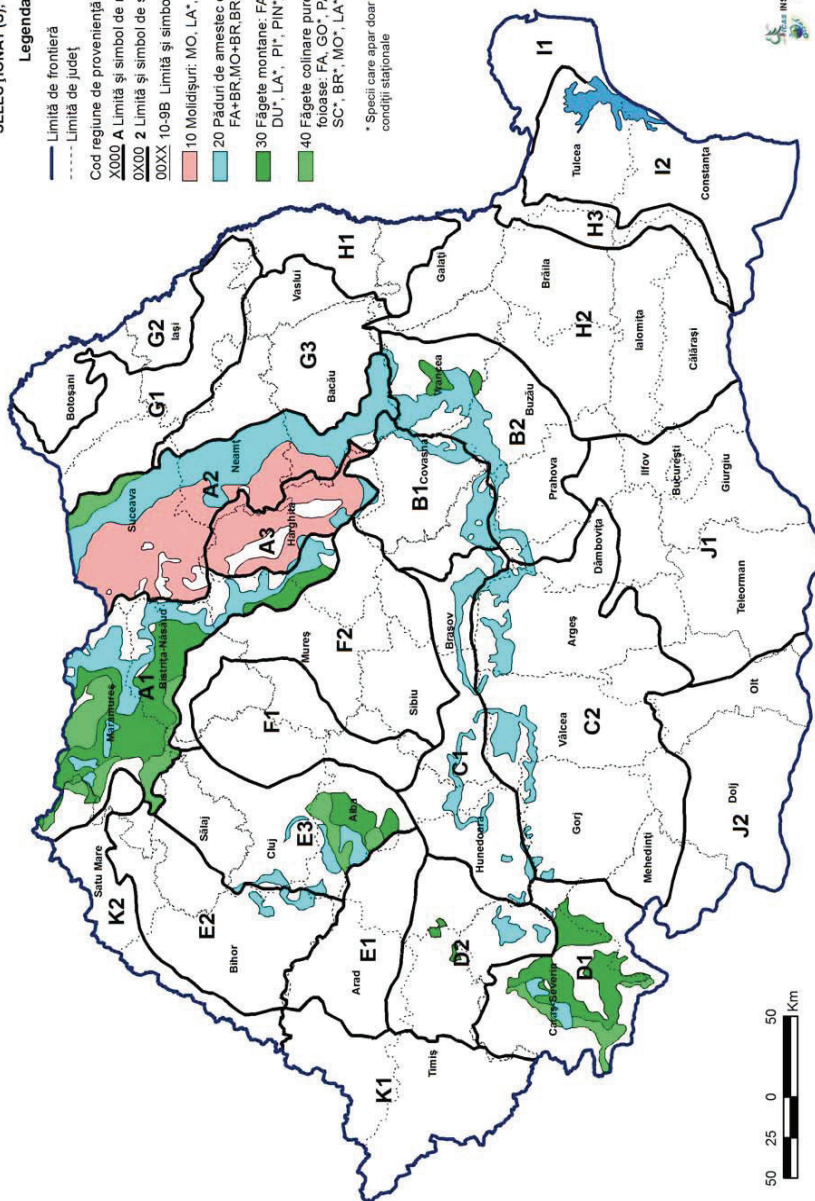 Legenda
Limită de frontieră
Limită de județ
Cod regiune de proveniență
X000 A Limită și simbol de
0X00 2 Limită și simbol de
00XX 10-9B Limită și
10 Molidișuri: MO, LA*,
20 Păduri de amestec
FA+BR,MO+BR,BR
30 Făgete montane:
DU*, LA*, PI*, PIN*
40 Făgete colinare
foioase: FA, GO*,
SC*, BR*, MO*, LA*
* Specii care apar doar
condiții staționale
Botoșani
G2
Iași
G1
Suceava
Neamț
A2
Vaslui
H1
G3
Bacău
A3
Harghita
Maramureș
A1
Bistrița-Năsăud
Satu Mare
K2
Sălaj
E2
Bihor
Cluj
E3
F1
Mureș
F2
Alba
Sibiu
Brașov
B1
Covasna
Vrancea
Galați
Brăila
B2
Buzău
Prahova
H2
Ialomița
Călărași
H3
Tulcea
I1
I2
Constanța
Arad
E1
K1
Timiș
D2
Hunedoara
C1
Caraș-Severin
D1
Gorj
Vâlcea
C2
Argeș
Dâmbovița
Mehedinți
J2
Dolj
Olt
Teleorman
J1
Giurgiu
București
Ilfov
50 25 0 50
Km